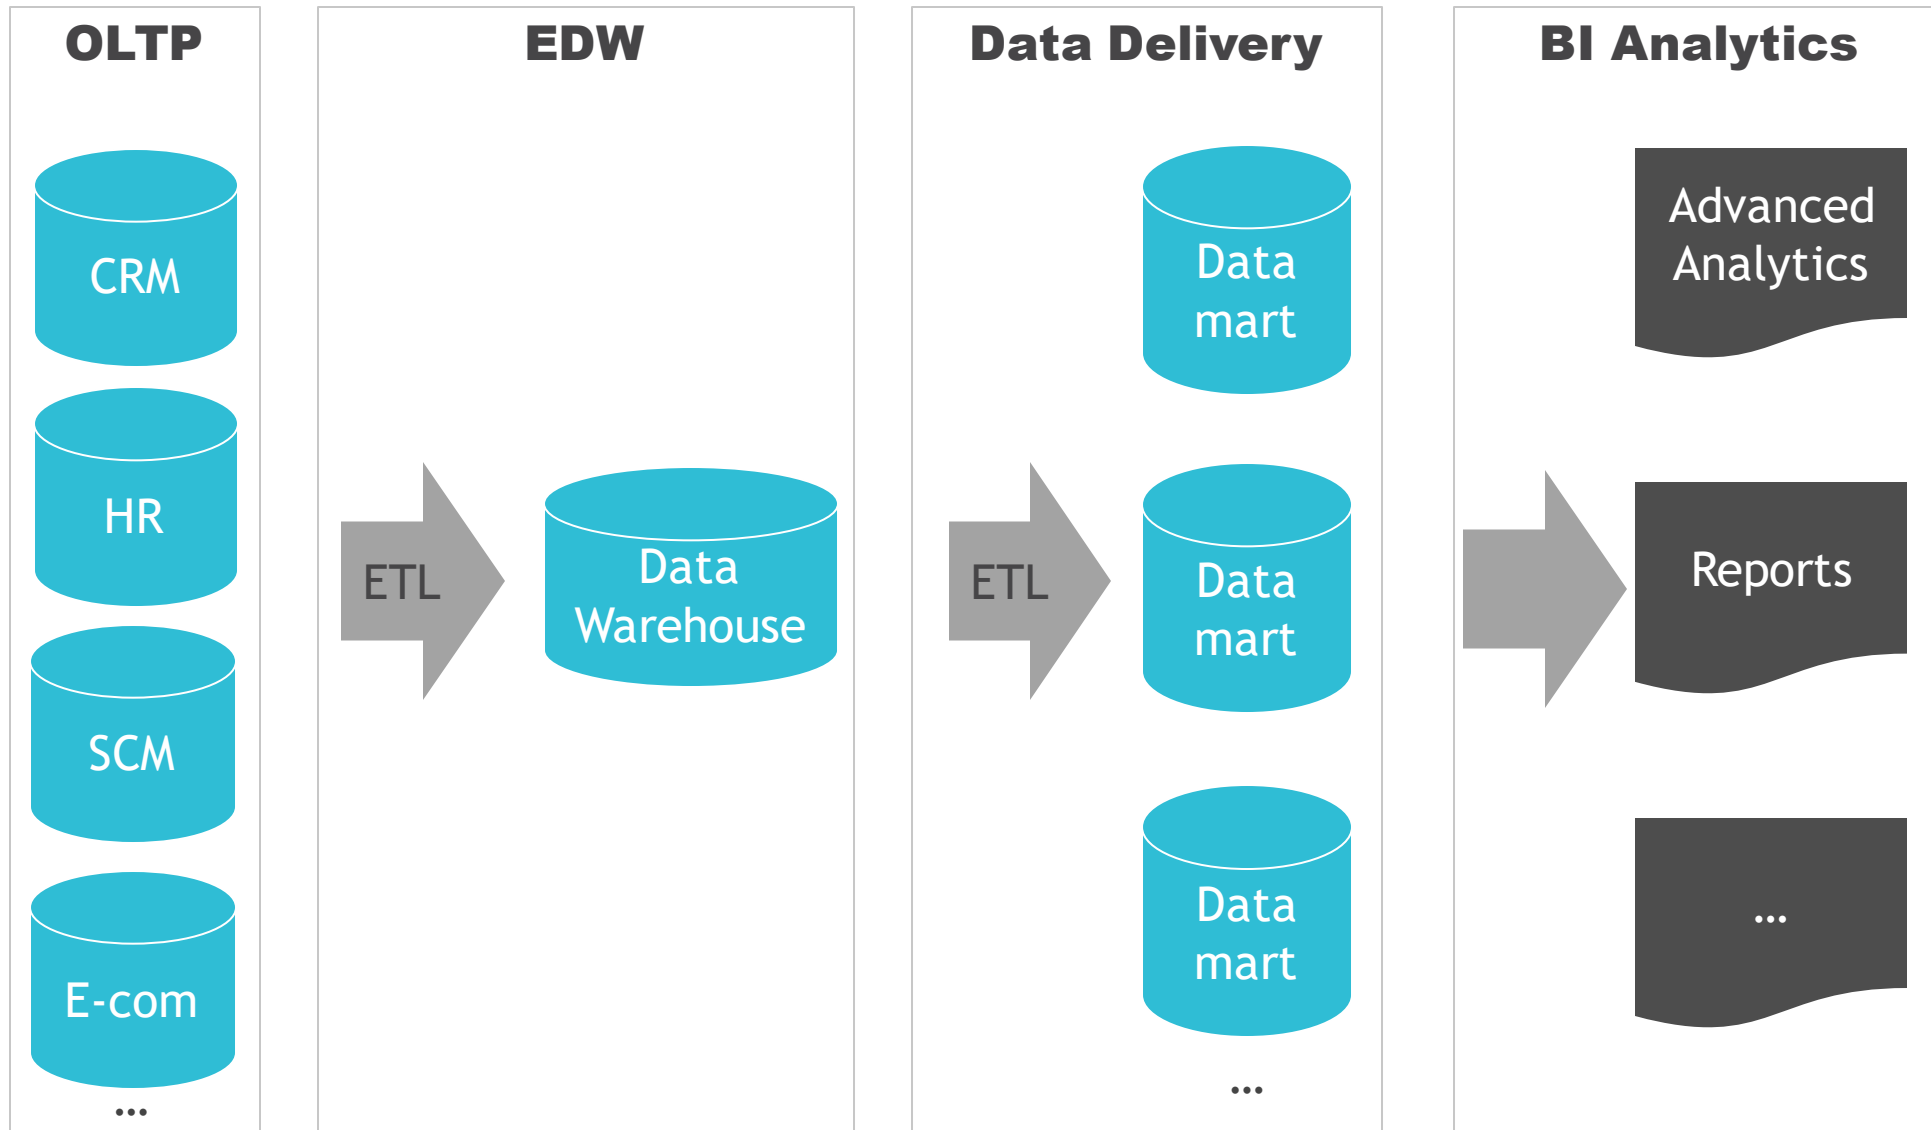 OLTP
CRM
HR
SCM
E-com
...
EDW
ETL
Data
Warehouse
Data Delivery
ETL
Data
mart
Data
mart
Data
mart
...
BI Analytics
Advanced
Analytics
Reports
...